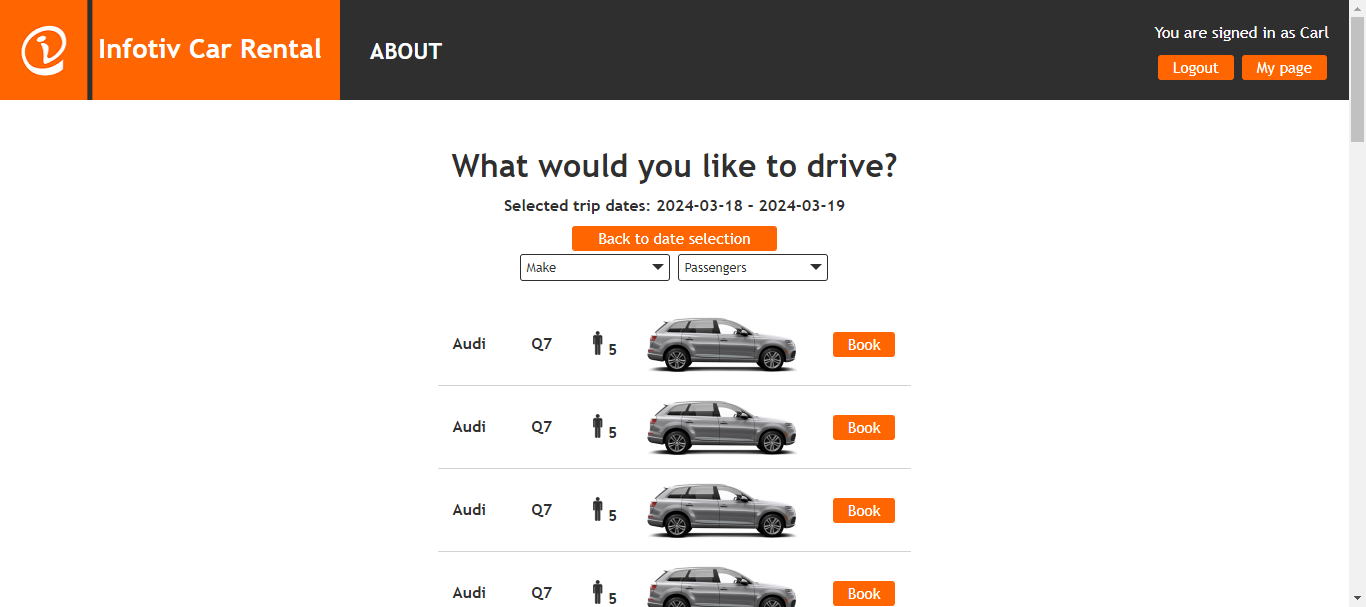 Infotiv Car Rental
ABOUT
You are signed in as Carl
Logout My page
What would you like to drive?
Selected trip dates: 2024-03-18 - 2024-03-19
Back to date selection
Make Passengers
Audi Q7 5 Book
Audi Q7 5 Book
Audi Q7 5 Book
Audi Q7 5 Book